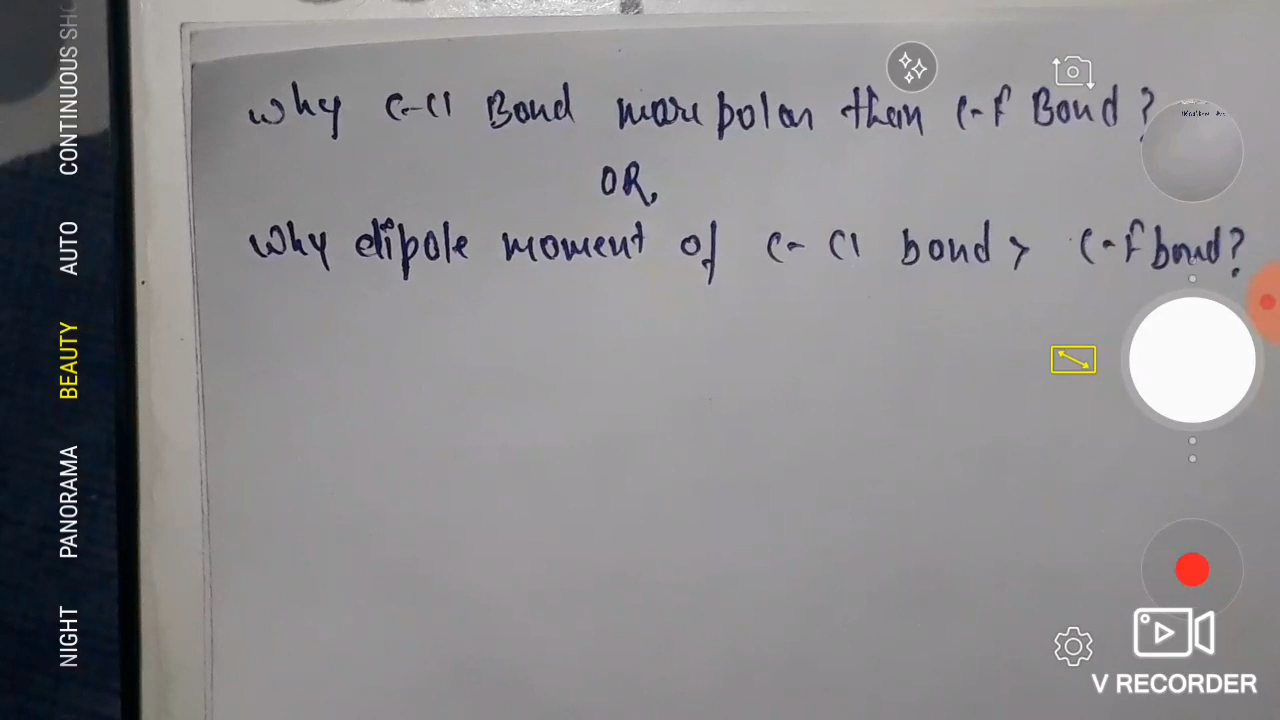 Why C-Cl Bond more polar than C-F Bond?
OR,
Why dipole moment of C-Cl bond > C-F bond?
CONTINUOUS SHO
AUTO
BEAUTY
PANORAMA
NIGHT
V RECORDER